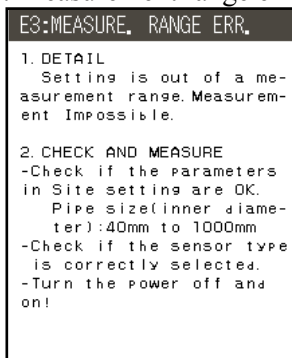 E3:MEASURE. RANGE ERR.
1. DETAIL
Setting is out of a me-
asurement range.Measurem-
ent Impossible.
2. CHECK AND MEASURE
-Check if the parameters
in Site setting are OK.
Pipe size(inner diame-
ter):40mm to 1000mm
-Check if the sensor type
is correctly selected.
-Turn the power off and
on!